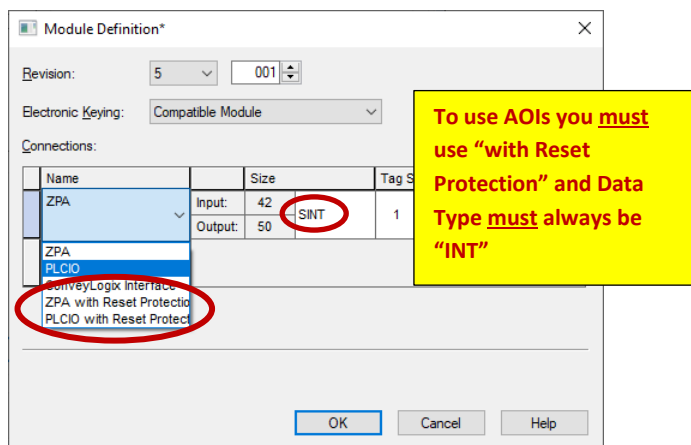 Module Definition*
Revision:
5
001
Electronic Keying:
Compatible Module
Connections:
Name
Size
Tag S
ZPA
Input:
42
SINT
1
Output:
50
ZPA
PLCIO
ConveyLogix Interface
ZPA with Reset Protectio
PLCIO with Reset Protect
OK
Cancel
Help
To use AOIs you must
use “with Reset
Protection” and Data
Type must always be
“INT”